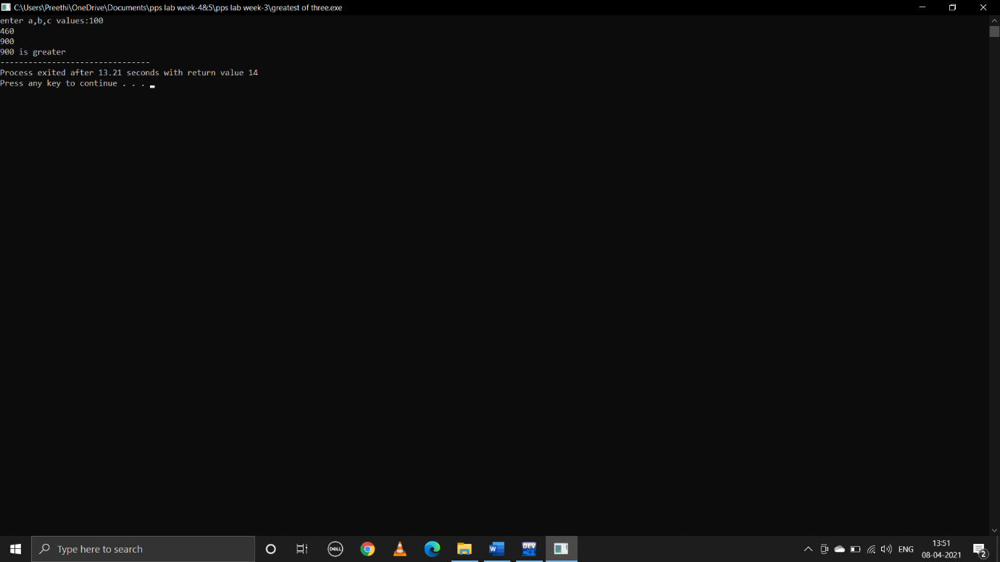 C:\Users\Preethi\OneDrive\Documents\pps lab week-4&5\pps lab week-3\greatest of three.exe
enter a,b,c values:100
460
900
900 is greater
--------------------------------
Process exited after 13.21 seconds with return value 14
Press any key to continue . . .
Type here to search
DELL
W
DEV
C++
ENG
13:51
08-04-2021
2